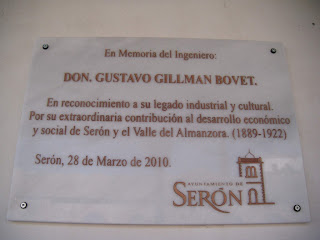 En Memoria del Ingeniero:
DON. GUSTAVO GILLMAN BOVET.
En reconocimiento a su legado industrial y cultural.
Por su extraordinaria contribución al desarrollo económico
y social de Serón y el Valle del Almanzora. (1889-1922)
Serón, 28 de Marzo de 2010.
AYUNTAMIENTO DE
SERÓN